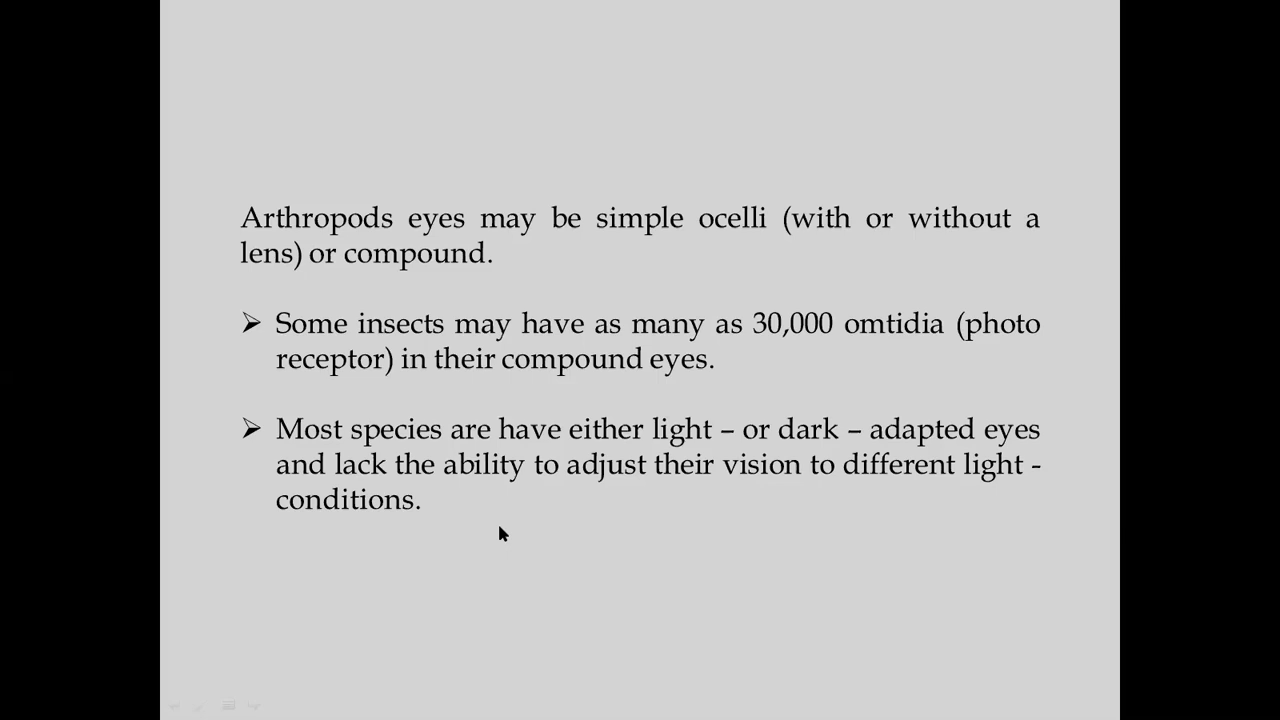 Arthropods eyes may be simple ocelli (with or without a
lens) or compound.
Some insects may have as many as 30,000 omtidia (photo
receptor) in their compound eyes.
Most species are have either light – or dark – adapted eyes
and lack the ability to adjust their vision to different light -
conditions.